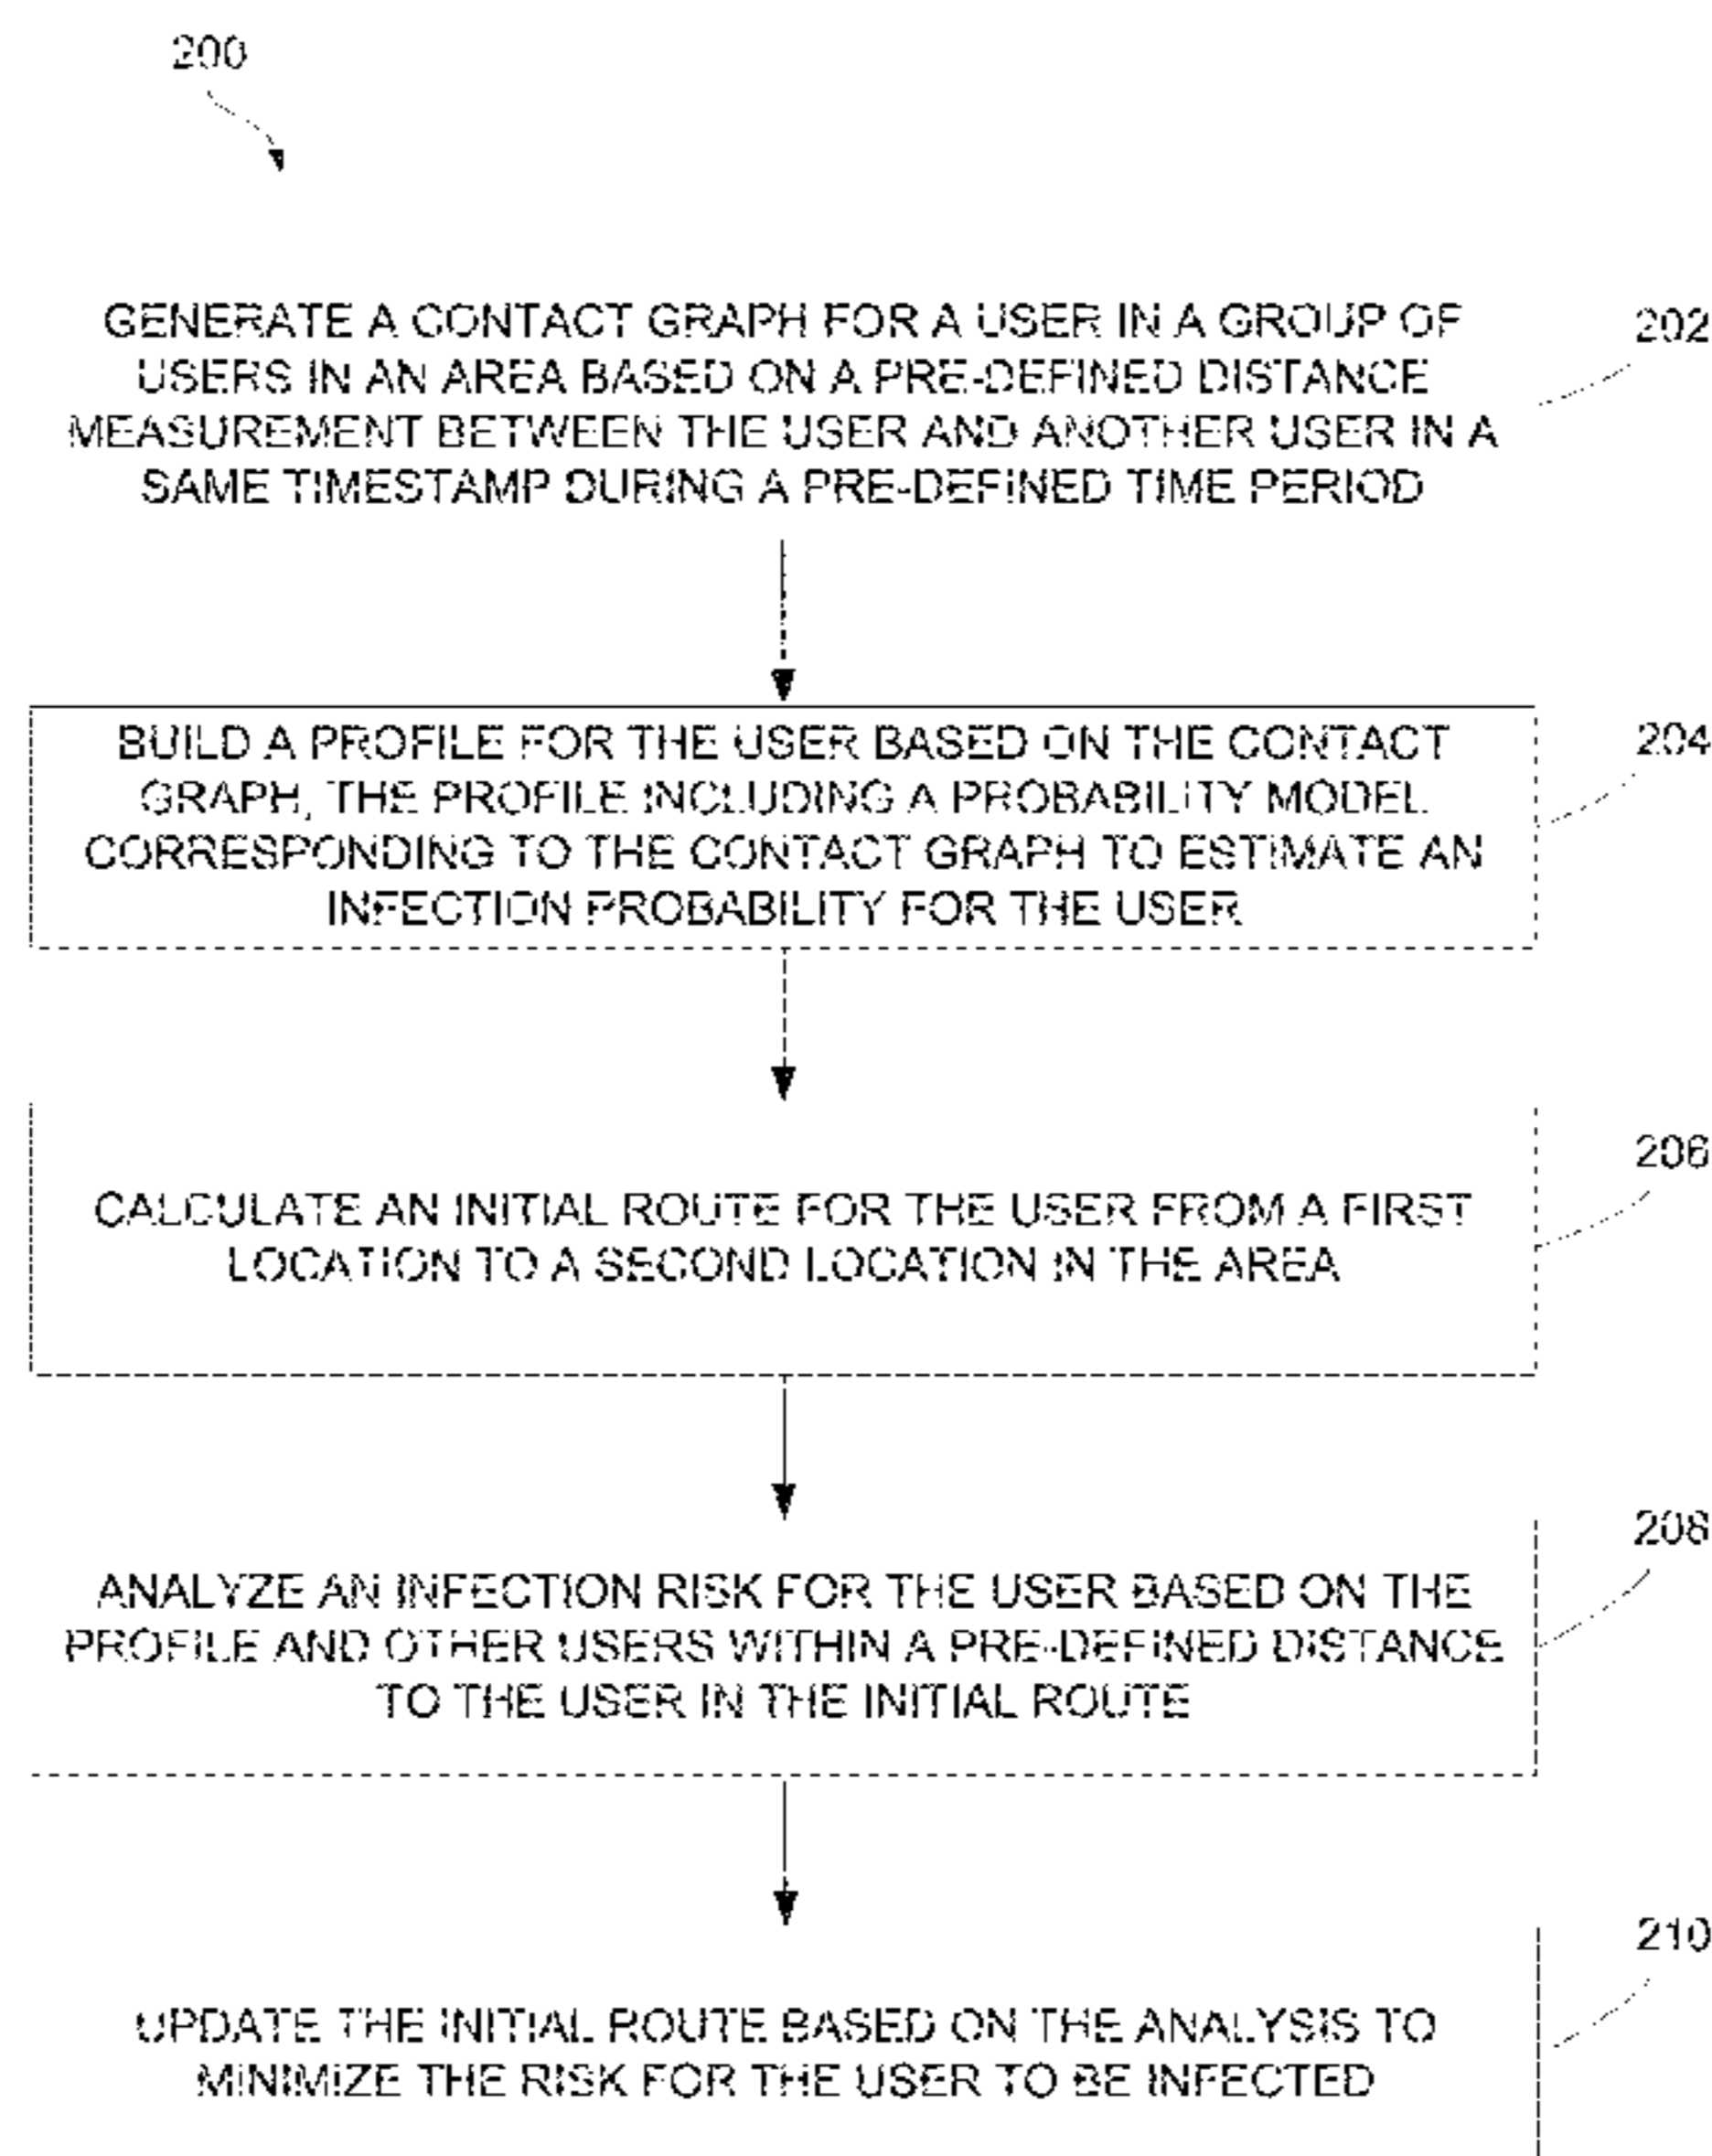 200
GENERATE A CONTACT GRAPH FOR A USER IN A GROUP OF
USERS IN AN AREA BASED ON A PRE-DEFINED DISTANCE
MEASUREMENT BETWEEN THE USER AND ANOTHER USER IN A
SAME TIMESTAMP DURING A PRE-DEFINED TIME PERIOD
202
BUILD A PROFILE FOR THE USER BASED ON THE CONTACT
GRAPH, THE PROFILE INCLUDING A PROBABILITY MODEL
CORRESPONDING TO THE CONTACT GRAPH TO ESTIMATE AN
INFECTION PROBABILITY FOR THE USER
204
CALCULATE AN INITIAL ROUTE FOR THE USER FROM A FIRST
LOCATION TO A SECOND LOCATION IN THE AREA
206
ANALYZE AN INFECTION RISK FOR THE USER BASED ON THE
PROFILE AND OTHER USERS WITHIN A PRE-DEFINED DISTANCE
TO THE USER IN THE INITIAL ROUTE
208
UPDATE THE INITIAL ROUTE BASED ON THE ANALYSIS TO
MINIMIZE THE RISK FOR THE USER TO BE INFECTED
210